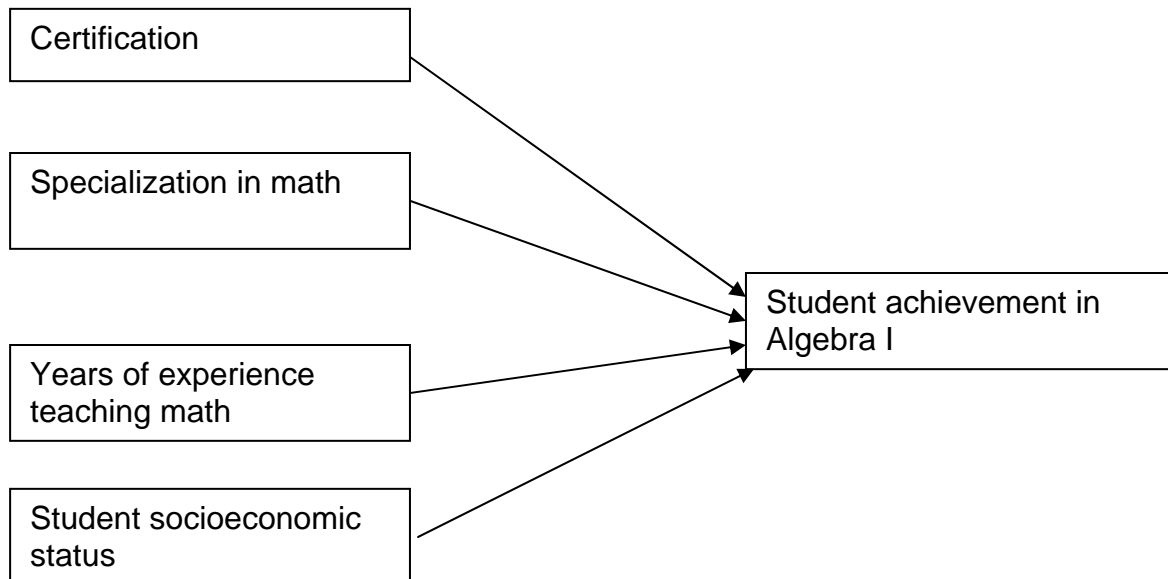 Certification
Specialization in math
Student achievement in
Algebra I
Years of experience
teaching math
Student socioeconomic
status